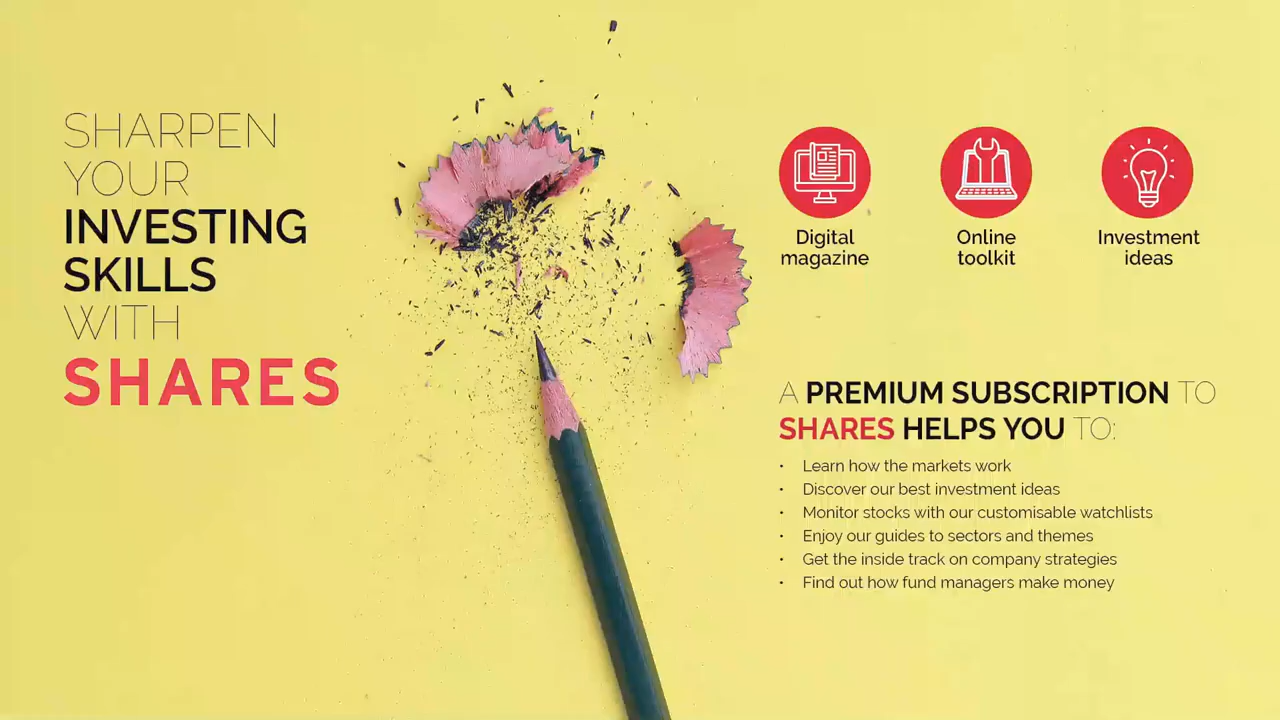 SHARPEN
YOUR
INVESTING
SKILLS
WITH
SHARES
Digital
magazine
Online
toolkit
Investment
ideas
A PREMIUM SUBSCRIPTION TO
SHARES HELPS YOU TO:
• Learn how the markets work
• Discover our best investment ideas
• Monitor stocks with our customisable watchlists
• Enjoy our guides to sectors and themes
• Get the inside track on company strategies
• Find out how fund managers make money